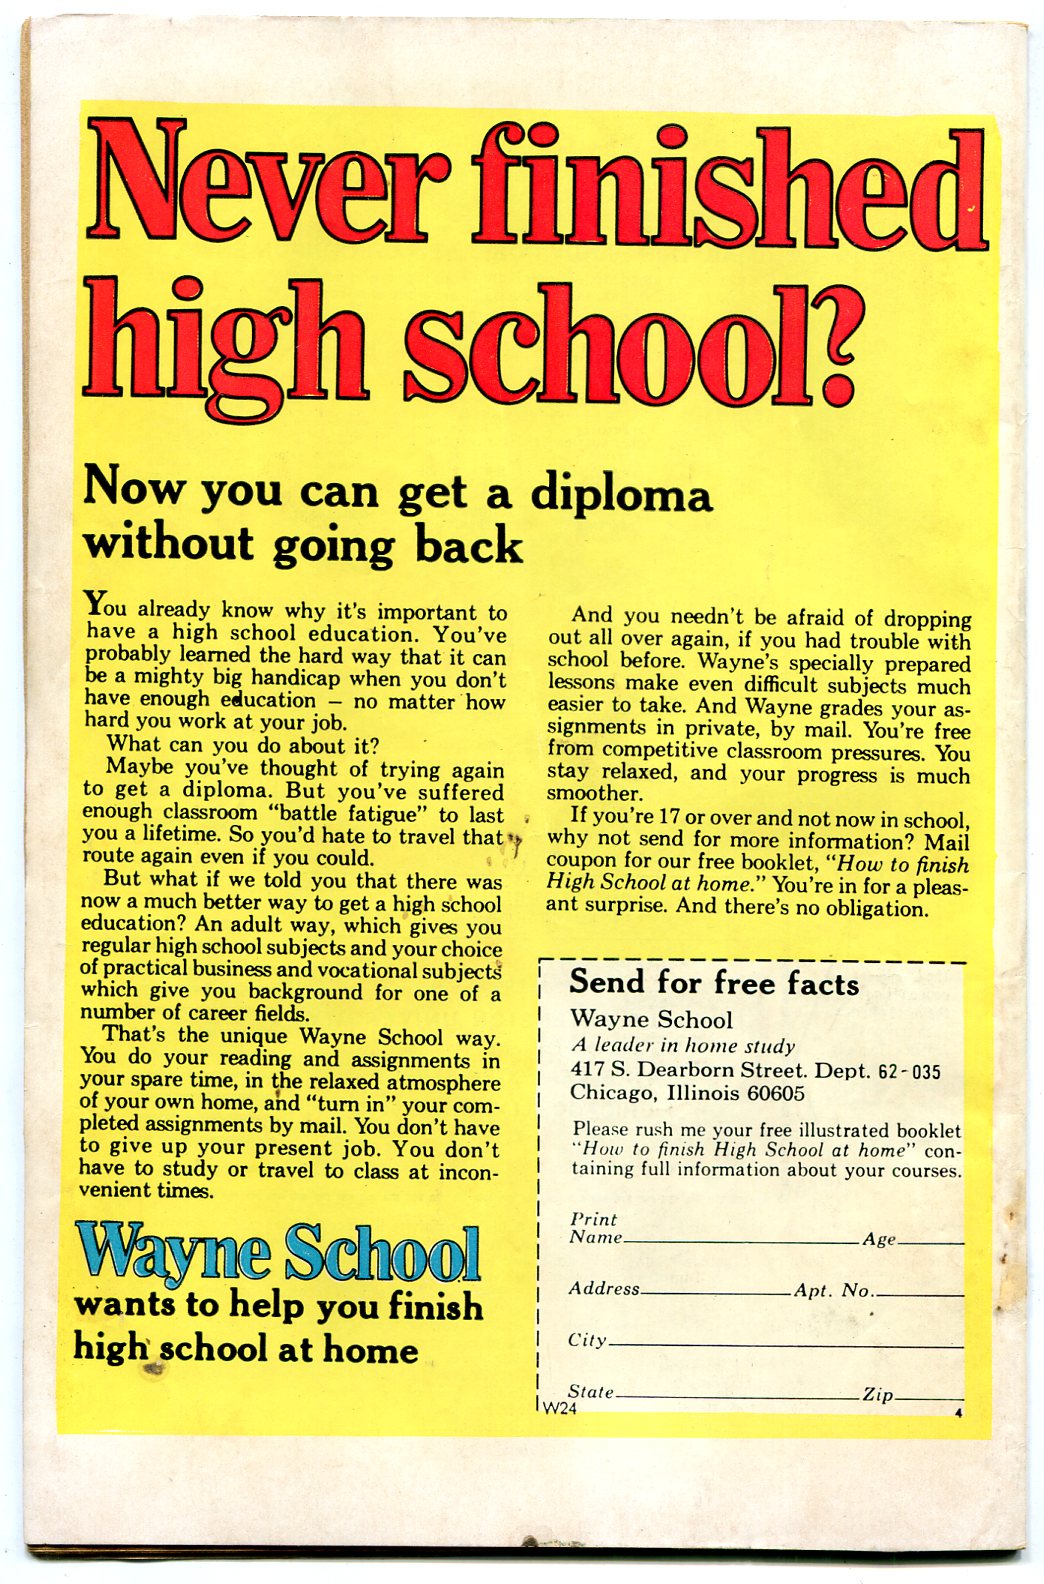 Never finished
high school?
Now you can get a diploma
without going back
You already know why it's important to
have a high school education. You've
probably learned the hard way that it can
be a mighty big handicap when you don't
have enough education – no matter how
hard you work at your job.
What can you do about it?
Maybe you've thought of trying again
to get a diploma. But you've suffered
enough classroom "battle fatigue" to last
you a lifetime. So you'd hate to travel that
route again even if you could.
But what if we told you that there was
now a much better way to get a high school
education? An adult way, which gives you
regular high school subjects and your choice
of practical business and vocational subjects
which give you background for one of a
number of career fields.
That's the unique Wayne School way.
You do your reading and assignments in
your spare time, in the relaxed atmosphere
of your own home, and "turn in" your com-
pleted assignments by mail. You don't have
to give up your present job. You don't
have to study or travel to class at incon-
venient times.
Wayne School
wants to help you finish
high school at home
And you needn't be afraid of dropping
out all over again, if you had trouble with
school before. Wayne's specially prepared
lessons make even difficult subjects much
easier to take. And Wayne grades your as-
signments in private, by mail. You're free
from competitive classroom pressures. You
stay relaxed, and your progress is much
smoother.
If you're 17 or over and not now in school,
why not send for more information? Mail
coupon for our free booklet, "How to finish
High School at home." You're in for a pleas-
ant surprise. And there's no obligation.
Send for free facts
Wayne School
A leader in home study
417 S. Dearborn Street. Dept. 62-035
Chicago, Illinois 60605
Please rush me your free illustrated booklet
"How to finish High School at home" con-
taining full information about your courses.
Print
Name Age
Address Apt. No.
City
State Zip
W24 4